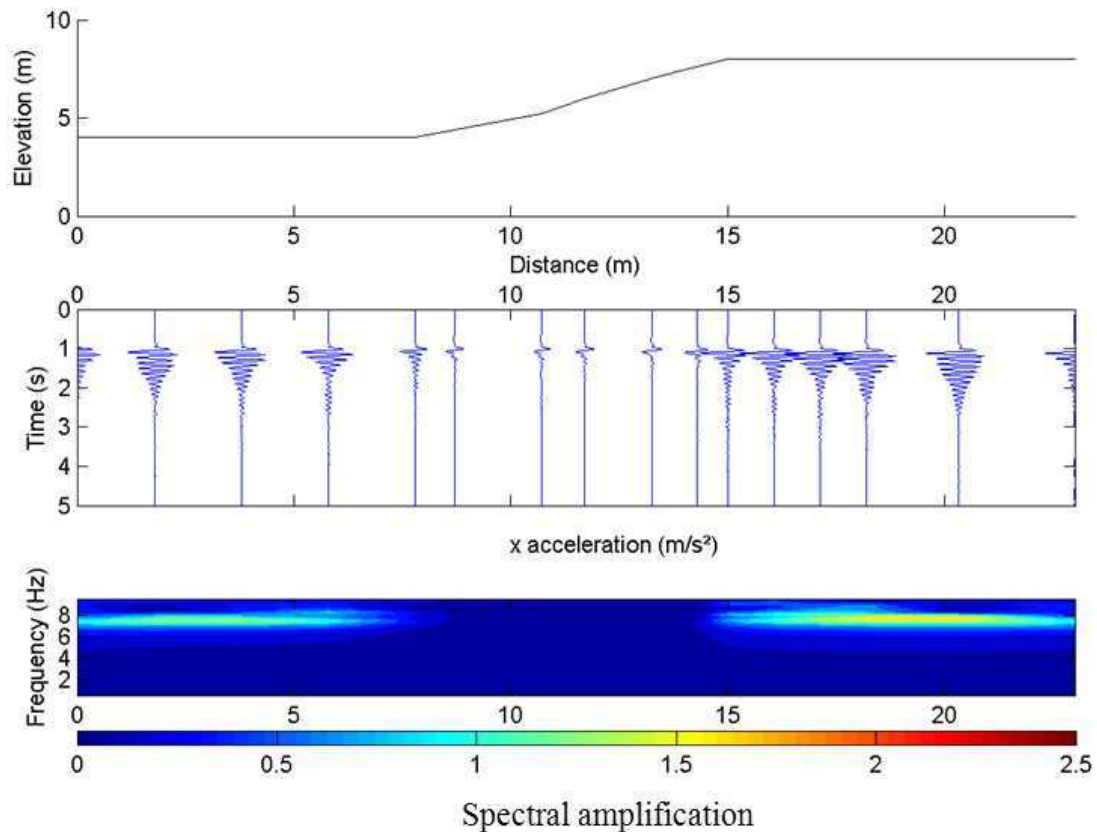 10
5
0
Elevation (m)
0 5 10 15 20
Distance (m)
0 5 10 15 20
0
1
2
3
4
5
Time (s)
x acceleration (m/s²)
8
6
4
2
Frequency (Hz)
0 5 10 15 20
0 0.5 1 1.5 2 2.5
Spectral amplification